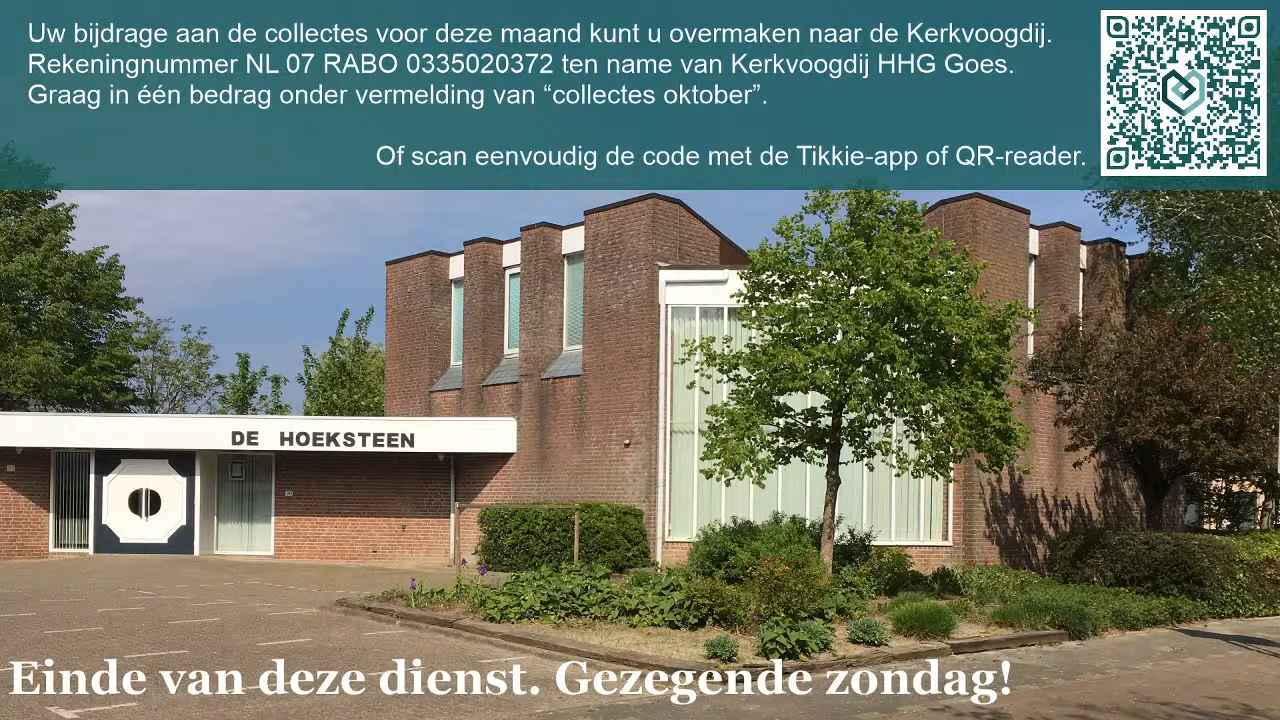 Uw bijdrage aan de collectes voor deze maand kunt u overmaken naar de Kerkvoogdij.
Rekeningnummer NL 07 RABO 0335020372 ten name van Kerkvoogdij HHG Goes.
Graag in één bedrag onder vermelding van “collectes oktober”.
Of scan eenvoudig de code met de Tikkie-app of QR-reader.
DE HOEKSTEEN
Einde van deze dienst. Gezegende zondag!